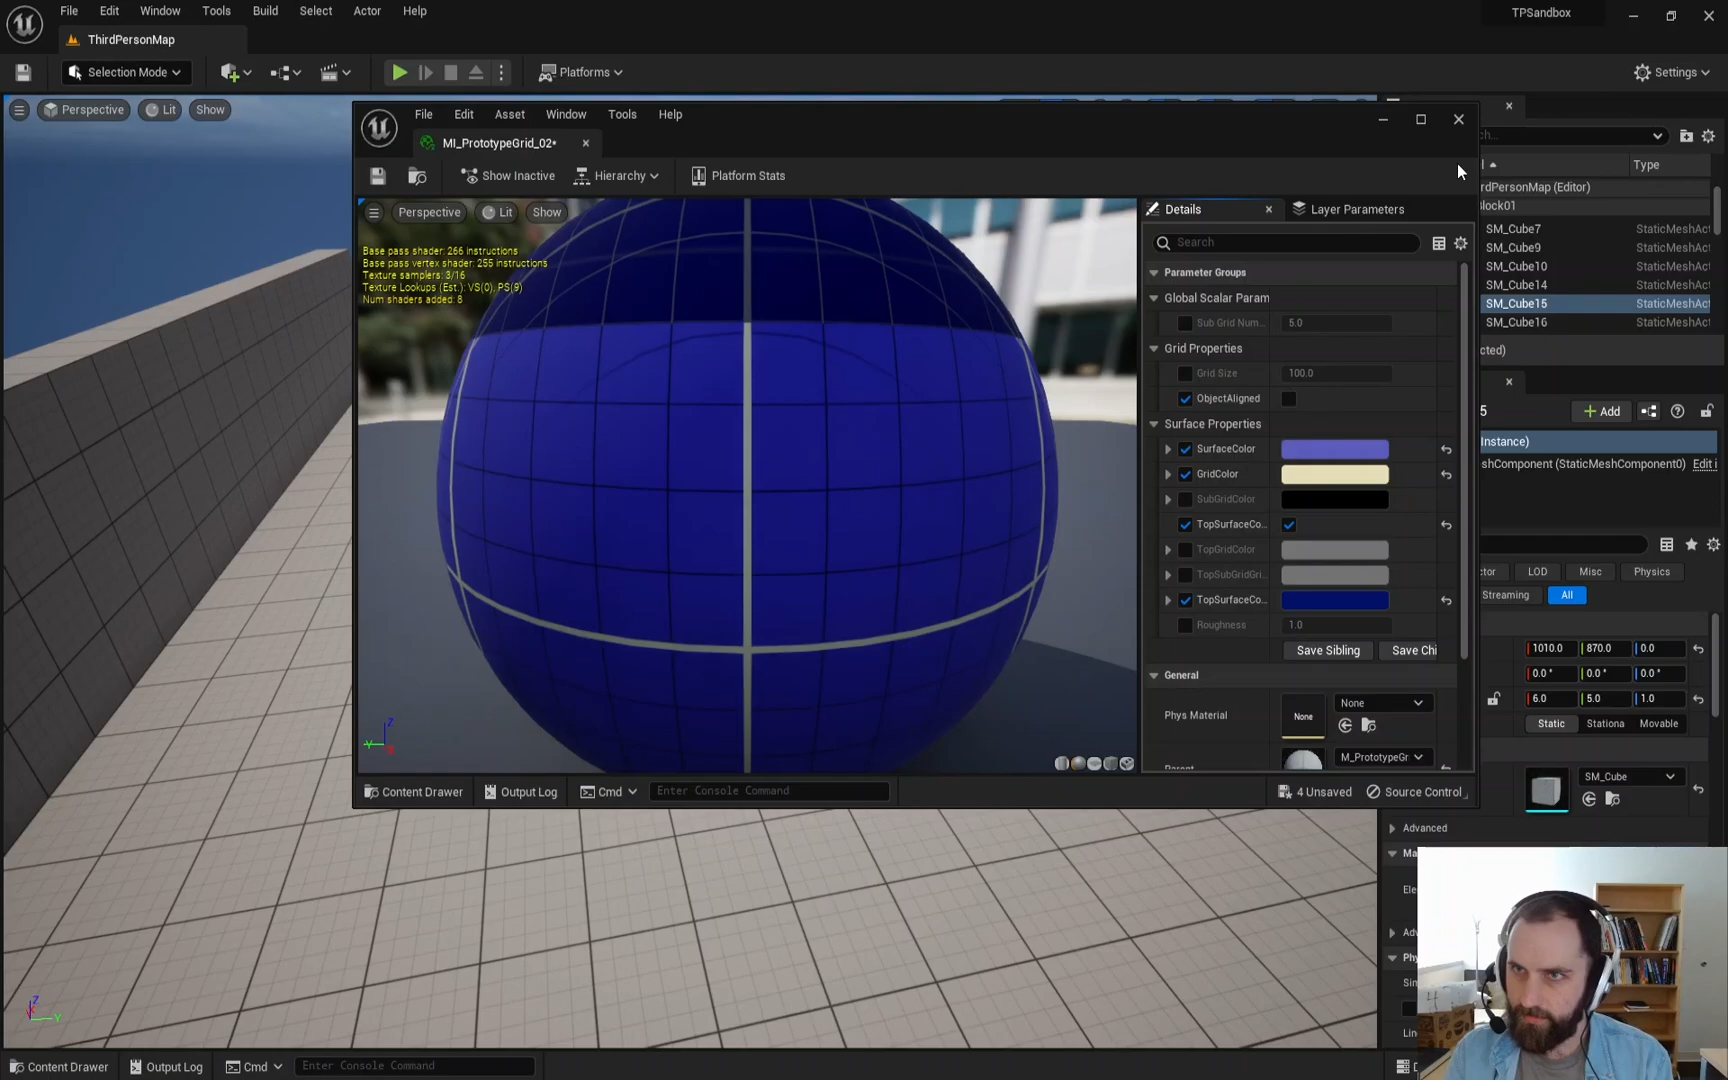 File Edit Window Tools Build Select Actor Help
TPSandbox
ThirdPersonMap
Selection Mode
Platforms
Settings
Perspective Lit Show
File Edit Asset Window Tools Help
MI_PrototypeGrid_02*
Show Inactive Hierarchy Platform Stats
Type
rdPersonMap (Editor)
Block01
SM_Cube7 StaticMeshAct
SM_Cube9 StaticMeshAct
SM_Cube10 StaticMeshAct
SM_Cube14 StaticMeshAct
SM_Cube15 StaticMeshAct
SM_Cube16 StaticMeshAct
cted)
Perspective Lit Show
Base pass shader: 266 instructions
Base pass vertex shader: 255 instructions
Texture samplers: 3/16
Texture Lookups (Est.): VS(0), PS(9)
Num shaders added: 8
Details Layer Parameters
Search
Parameter Groups
Global Scalar Param
Sub Grid Num... 5.0
Grid Properties
Grid Size 100.0
ObjectAligned
Surface Properties
SurfaceColor
GridColor
SubGridColor
TopSurfaceCo...
TopGridColor
TopSubGridGri...
TopSurfaceCo...
Roughness 1.0
Save Sibling Save Chi
General
Phys Material None None
Parent M_PrototypeGr
Content Drawer Output Log Cmd Enter Console Command 4 Unsaved Source Control
5 Add
Instance)
shComponent (StaticMeshComponent0) Edit i
ctor LOD Misc Physics
Streaming All
1010.0 870.0 0.0
0.0 ° 0.0 ° 0.0 °
6.0 5.0 1.0
Static Stationa Movable
SM_Cube
Advanced
Ma
Ele
Adv
Phy
Sim
Line
Z
Y
Z
Y
Content Drawer Output Log Cmd Enter Console Command